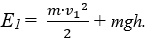 E₁ = m·v₁²/2 + mgh.